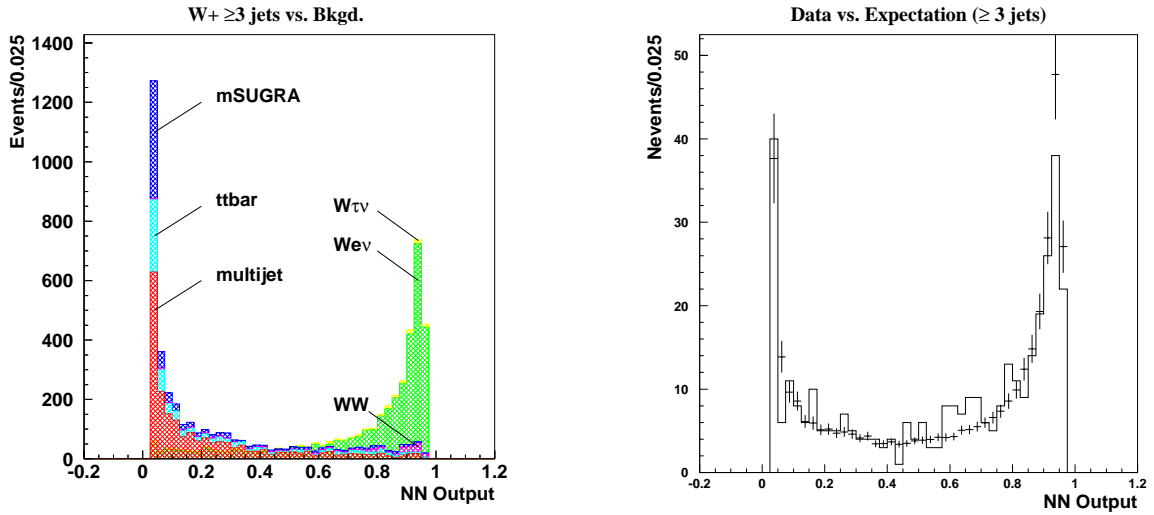 W+ ≥3 jets vs. Bkgd.
Events/0.025
1400
1200
1000
800
600
400
200
0
mSUGRA
ttbar
multijet
Wτν
Weν
WW
-0.2 0 0.2 0.4 0.6 0.8 1 1.2
NN Output
Data vs. Expectation (≥ 3 jets)
Nevents/0.025
50
40
30
20
10
0
-0.2 0 0.2 0.4 0.6 0.8 1 1.2
NN Output